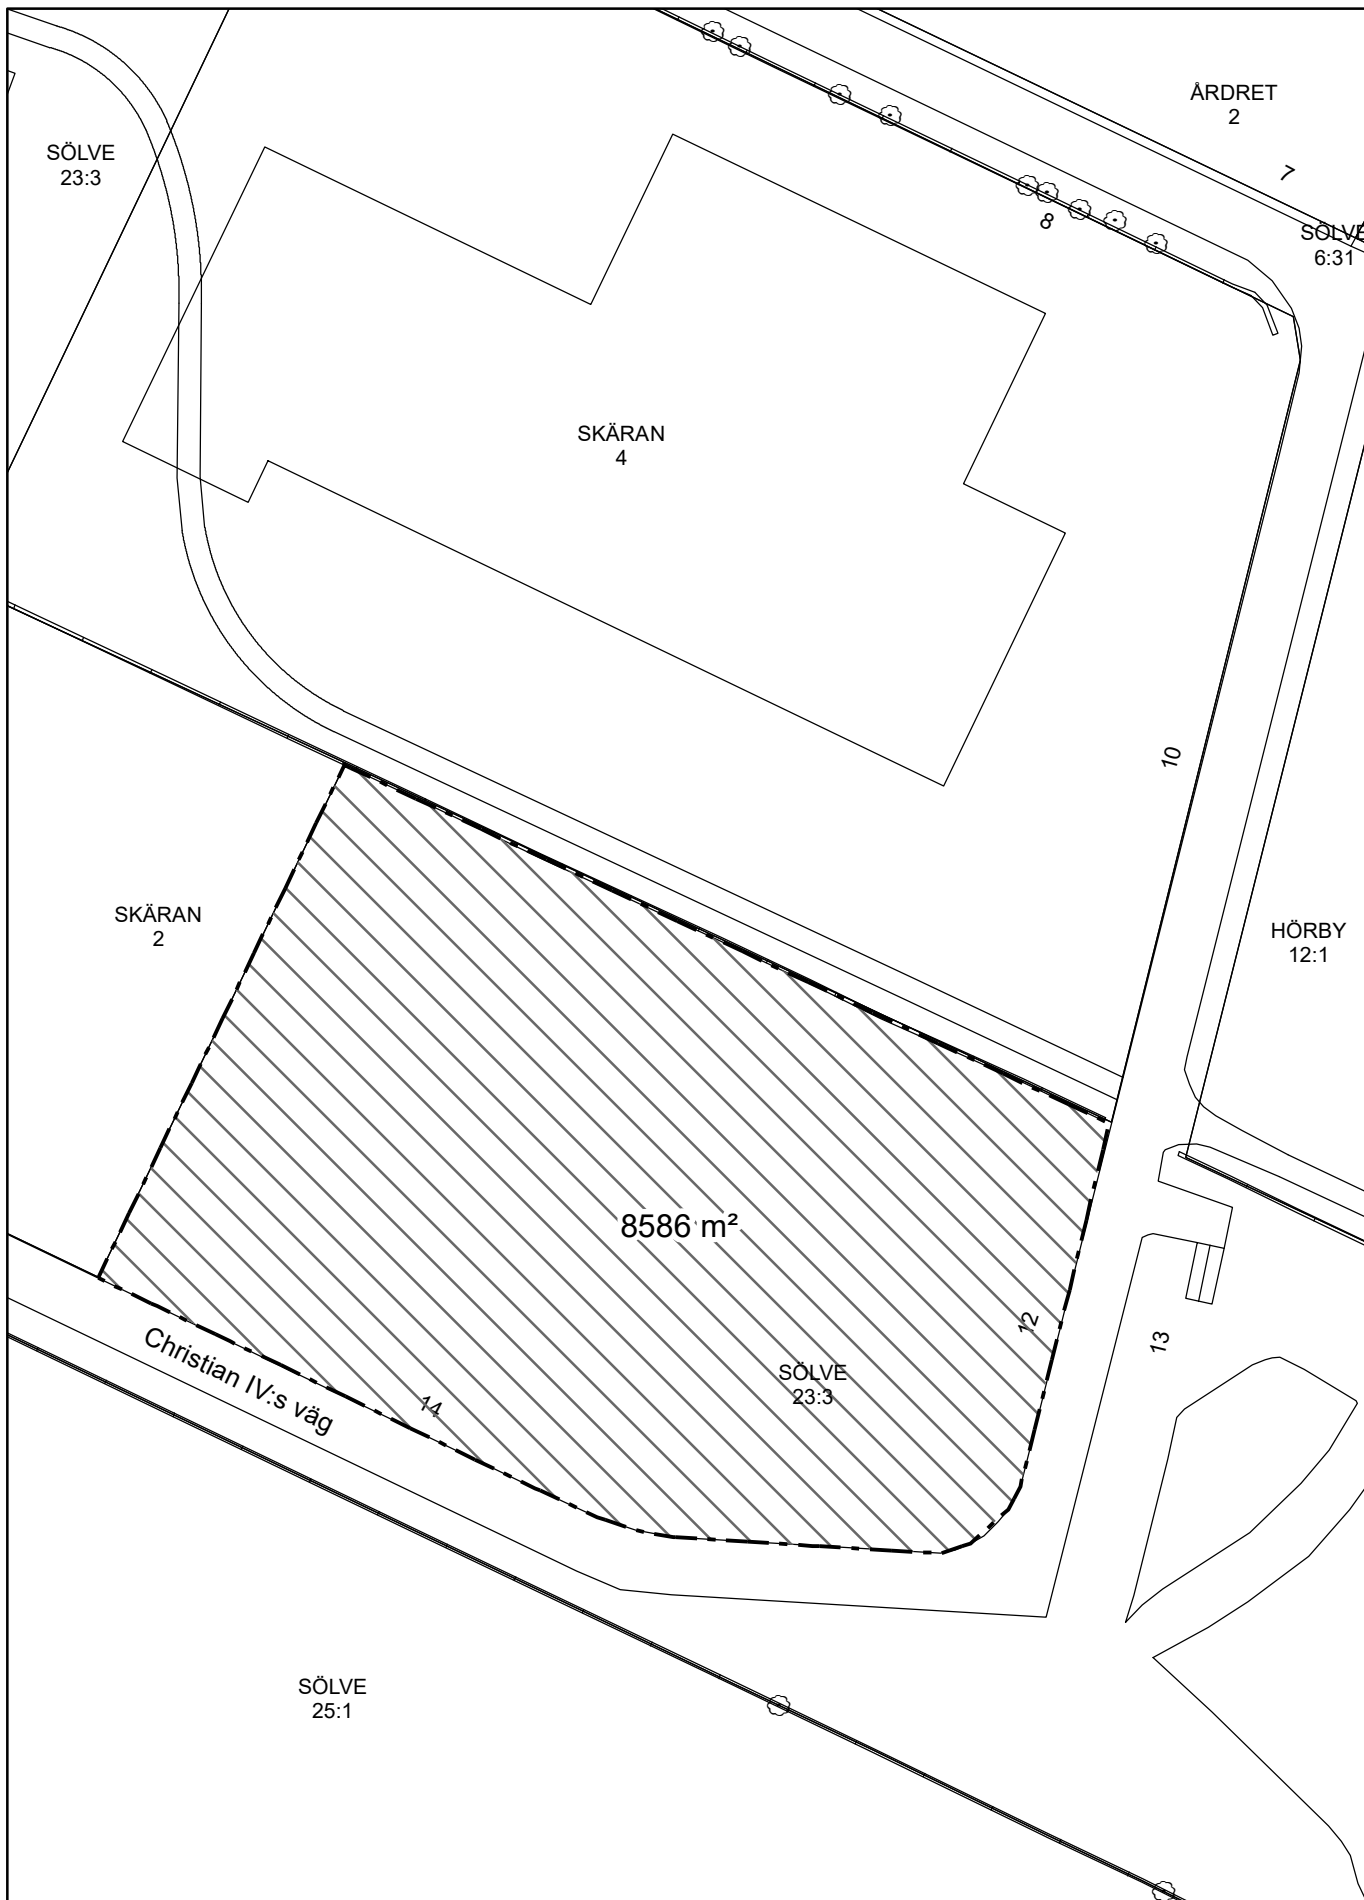 ÅRDRET
2
7
SÖLVE
23:3
8
SÖLVE
6:31
SKÄRAN
4
10
SKÄRAN
2
HÖRBY
12:1
8586 m²
12
13
SÖLVE
23:3
Christian IV:s väg
14
SÖLVE
25:1